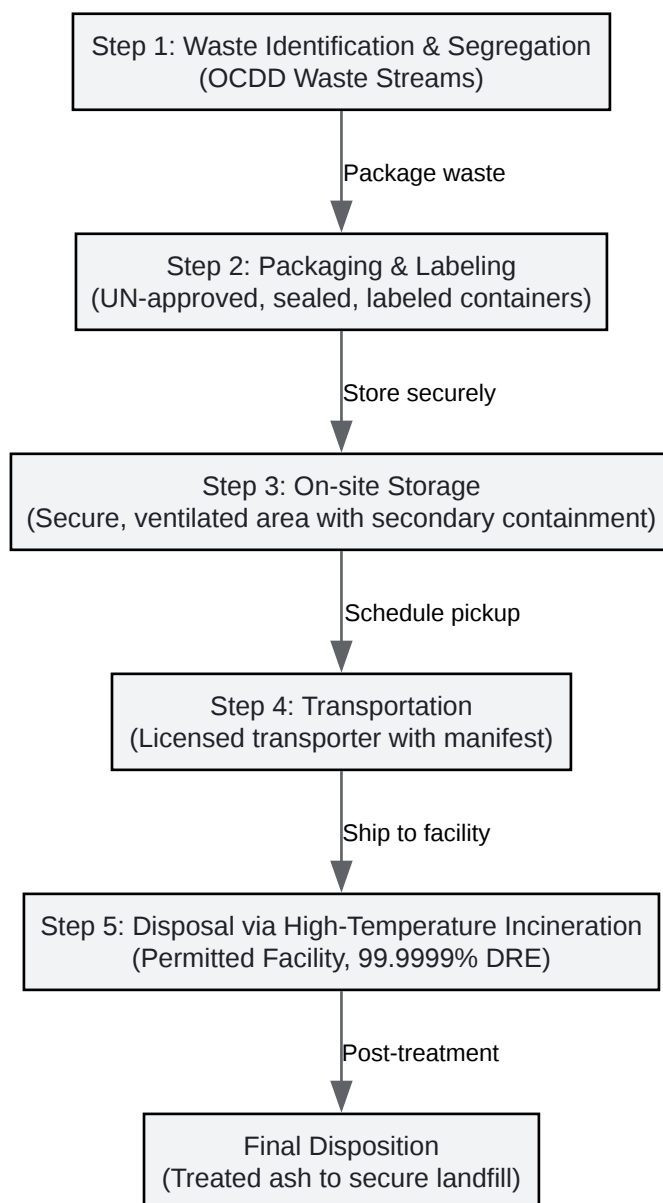 Step 1: Waste Identification & Segregation
(OCDD Waste Streams)
Package waste
Step 2: Packaging & Labeling
(UN-approved, sealed, labeled containers)
Store securely
Step 3: On-site Storage
(Secure, ventilated area with secondary containment)
Schedule pickup
Step 4: Transportation
(Licensed transporter with manifest)
Ship to facility
Step 5: Disposal via High-Temperature Incineration
(Permitted Facility, 99.9999% DRE)
Post-treatment
Final Disposition
(Treated ash to secure landfill)